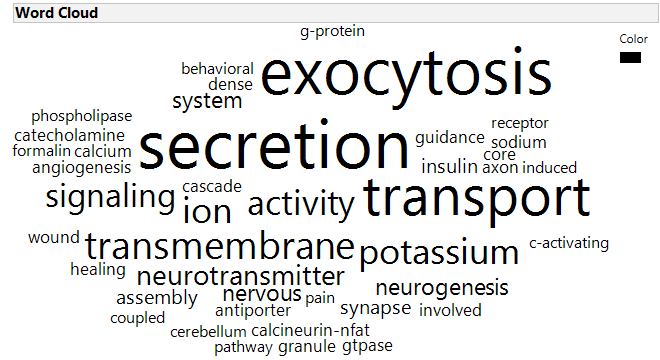 Word Cloud
g-protein
Color
behavioral
exocytosis
dense
system
phospholipase
receptor
catecholamine
secretion
guidance
sodium
formalin calcium
core
angiogenesis
insulin axon induced
signaling
cascade
ion
activity
transport
wound
transmembrane
potassium
c-activating
healing
neurotransmitter
neurogenesis
assembly
nervous
pain
antiporter
synapse
involved
coupled
cerebellum calcineurin-nfat
pathway granule gtpase